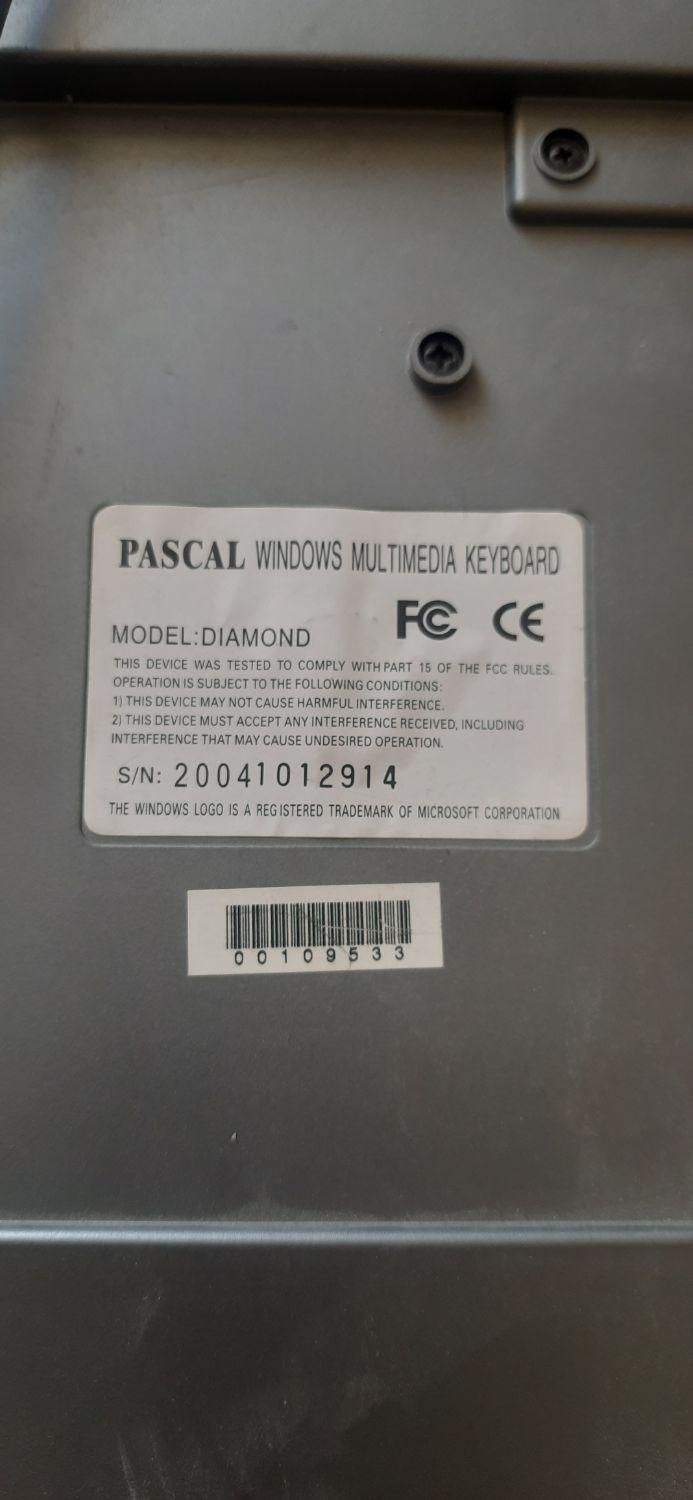 PASCAL WINDOWS MULTIMEDIA KEYBOARD
MODEL:DIAMOND FC CE
THIS DEVICE WAS TESTED TO COMPLY WITH PART 15 OF THE FCC RULES.
OPERATION IS SUBJECT TO THE FOLLOWING CONDITIONS:
1) THIS DEVICE MAY NOT CAUSE HARMFUL INTERFERENCE.
2) THIS DEVICE MUST ACCEPT ANY INTERFERENCE RECEIVED, INCLUDING
INTERFERENCE THAT MAY CAUSE UNDESIRED OPERATION.
S/N: 20041012914
THE WINDOWS LOGO IS A REGISTERED TRADEMARK OF MICROSOFT CORPORATION
00109533